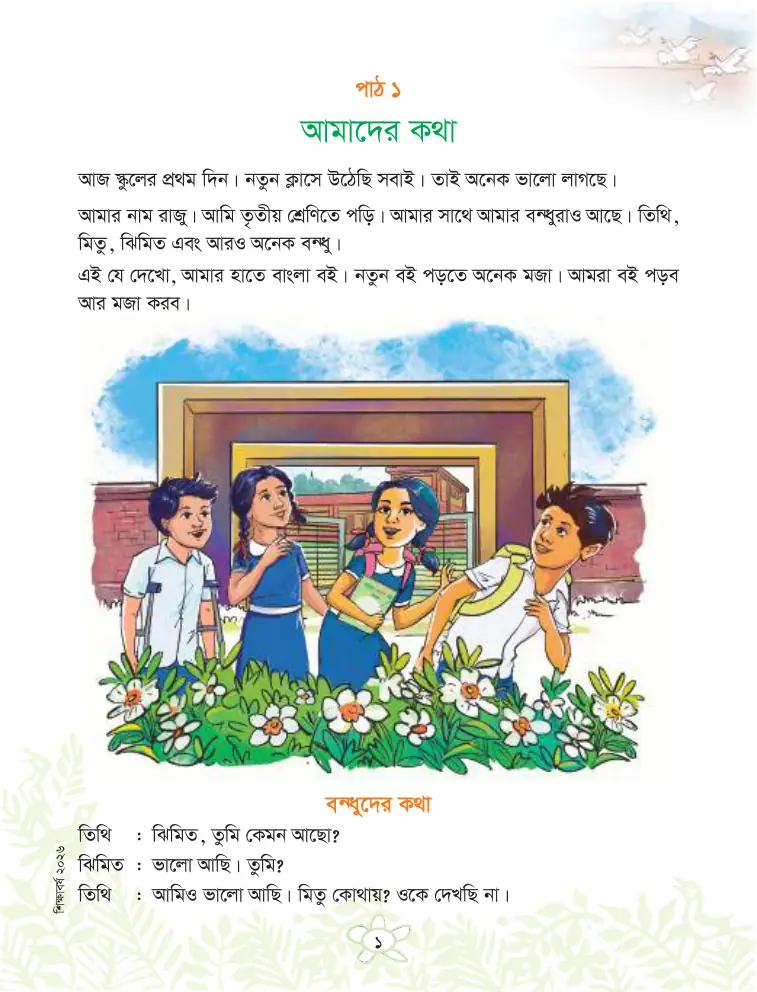 পাঠ ১
আমাদের কথা
আজ স্কুলের প্রথম দিন। নতুন ক্লাসে উঠেছি সবাই। তাই অনেক ভালো লাগছে।
আমার নাম রাজু। আমি তৃতীয় শ্রেণিতে পড়ি। আমার সাথে আমার বন্ধুরাও আছে। তিথি,
মিতু, ঝিমিত এবং আরও অনেক বন্ধু।
এই যে দেখো, আমার হাতে বাংলা বই। নতুন বই পড়তে অনেক মজা। আমরা বই পড়ব
আর মজা করব।
বন্ধুদের কথা
তিথি : ঝিমিত, তুমি কেমন আছো?
ঝিমিত : ভালো আছি। তুমি?
তিথি : আমিও ভালো আছি। মিতু কোথায়? ওকে দেখছি না।
শিক্ষাবর্ষ ২০২৬
১